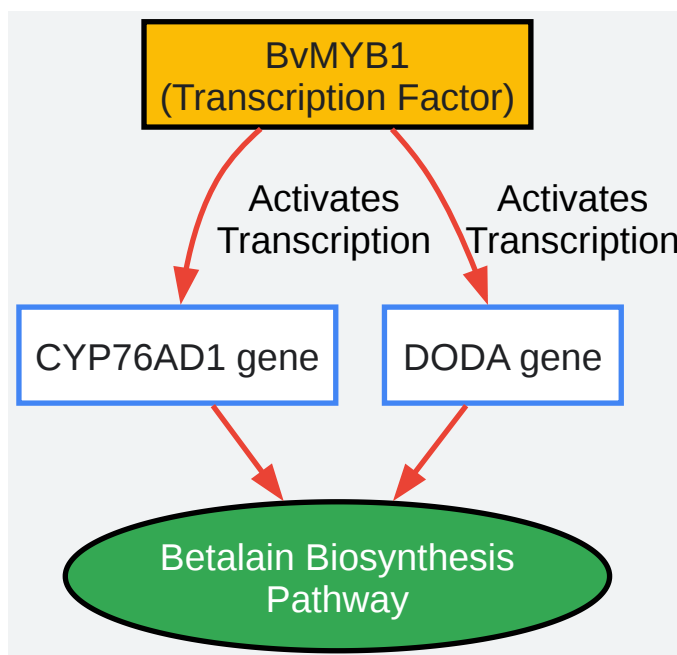 BvMYB1
(Transcription Factor)
Activates
Transcription
Activates
Transcription
CYP76AD1 gene
DODA gene
Betalain Biosynthesis
Pathway